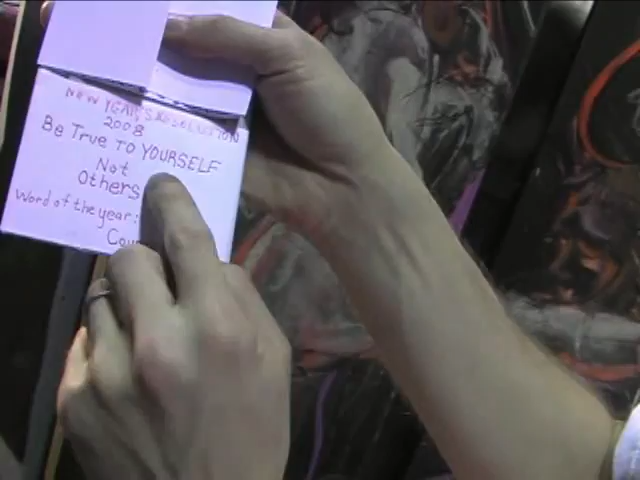 NEW YEAR'S RESOLUTION
2008
Be True TO YOURSELF
Not
Others
Word of the year: